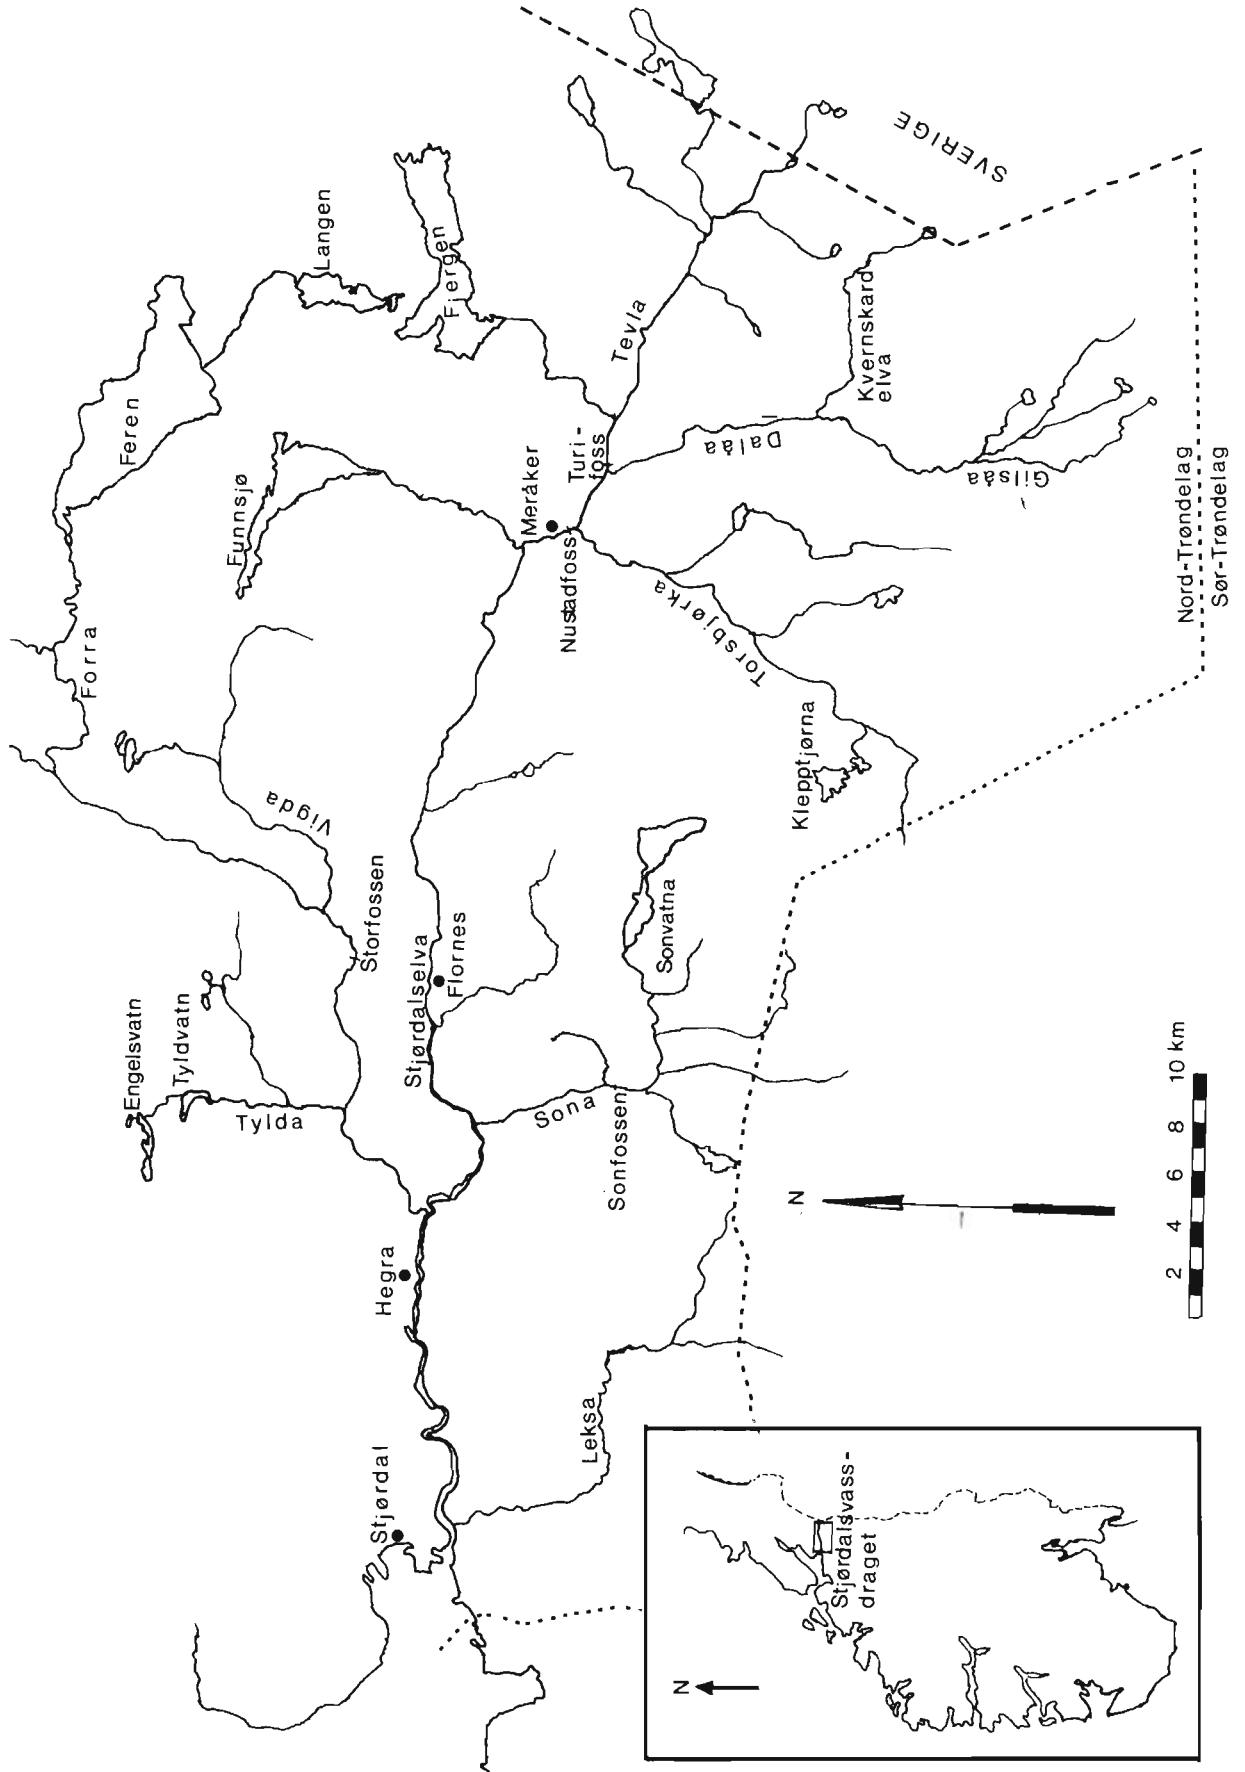 SVERIGE
Langen
Fjergen
Feren
Tevla
Kvernskard
elva
Turi-
foss
Dalåa
Gilsåa
Funnsjø
Meråker
Nustadfoss
Nord-Trøndelag
Sør-Trøndelag
Forra
Torsbjørka
Klepptjørna
Vigda
Storfossen
Stjørdalselva
Flornes
Sonvatna
Engelsvatn
Tyldvatn
Tylda
Sona
Sonfossen
Hegra
N
2 4 6 8 10 km
Leksa
Stjørdal
Stjørdalsvass-
draget
N